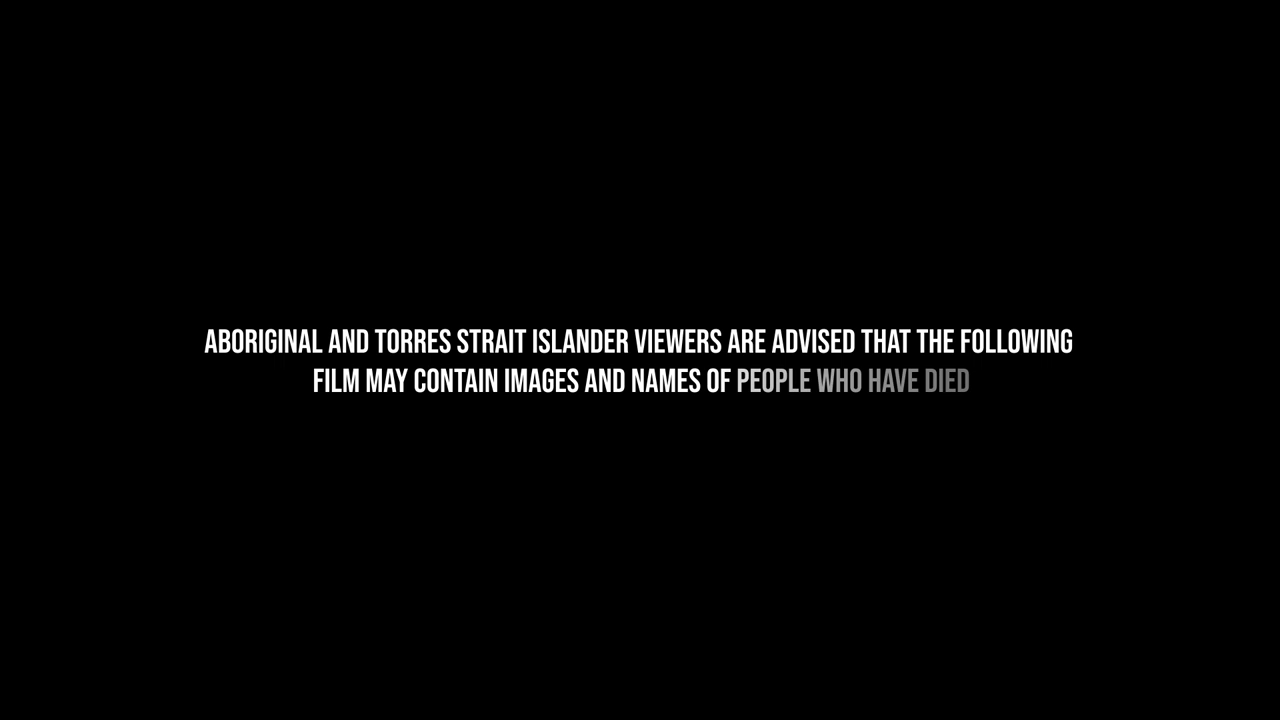 ABORIGINAL AND TORRES STRAIT ISLANDER VIEWERS ARE ADVISED THAT THE FOLLOWING
FILM MAY CONTAIN IMAGES AND NAMES OF PEOPLE WHO HAVE DIED